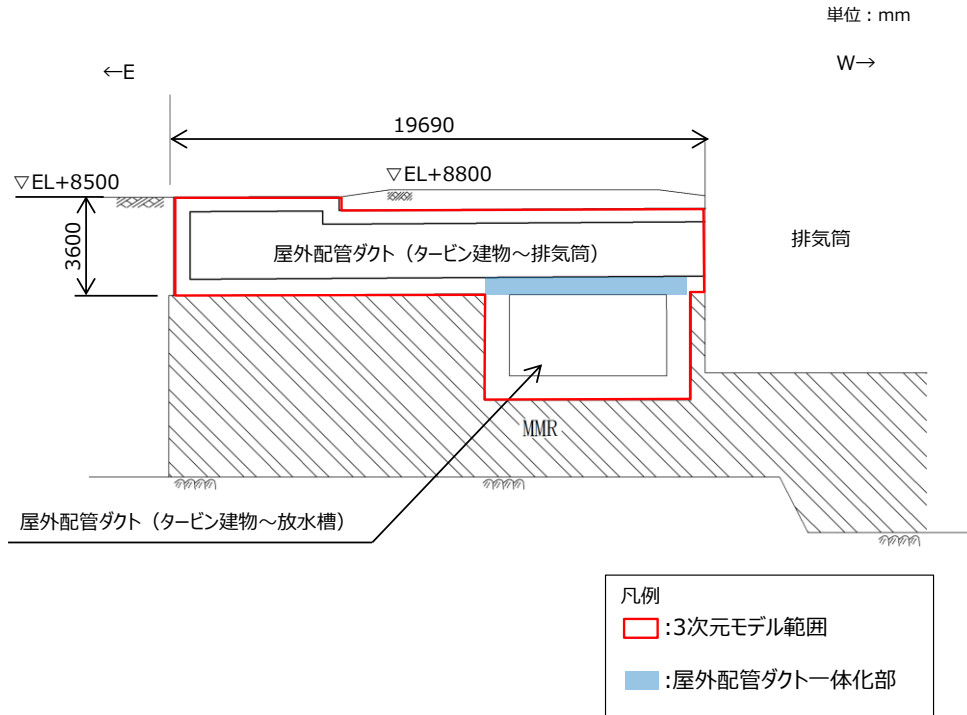 単位：mm
←E
W→
19690
▽EL+8500
▽EL+8800
3600
屋外配管ダクト（タービン建物～排気筒）
排気筒
MMR
屋外配管ダクト（タービン建物～放水槽）
凡例
:3次元モデル範囲
:屋外配管ダクト一体化部